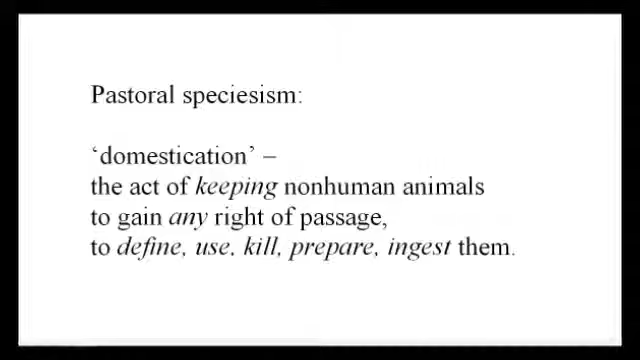 Pastoral speciesism:
‘domestication’ –
the act of keeping nonhuman animals
to gain any right of passage,
to define, use, kill, prepare, ingest them.